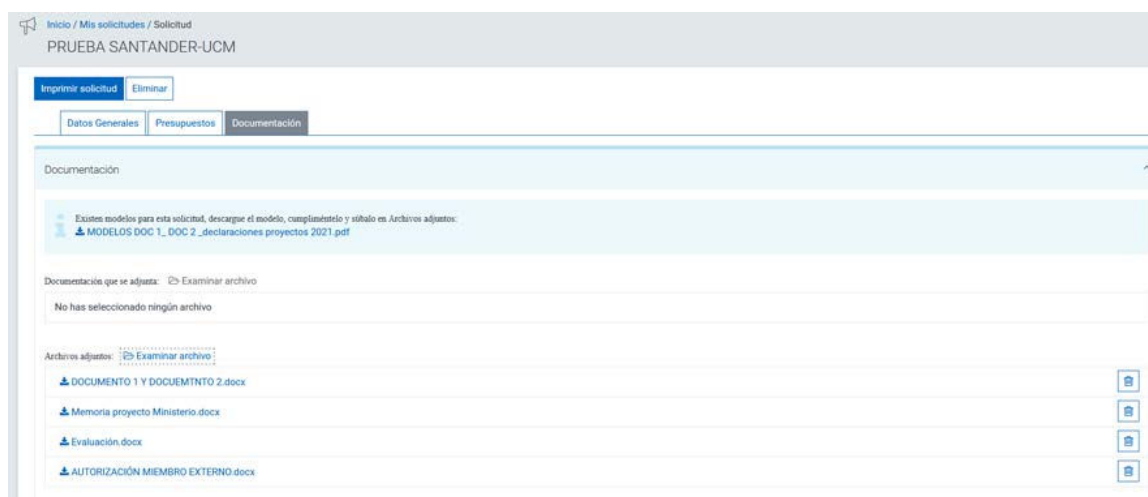 Inicio / Mis solicitudes / Solicitud
PRUEBA SANTANDER-UCM
Imprimir solicitud Eliminar
Datos Generales Presupuestos Documentación
Documentación
Existen modelos para esta solicitud, descargue el modelo, cumpliméntelo y súbalo en Archivos adjuntos:
MODELOS DOC 1_ DOC 2 _declaraciones proyectos 2021.pdf
Documentación que se adjunta: Examinar archivo
No has seleccionado ningún archivo
Archivos adjuntos: Examinar archivo
DOCUMENTO 1 Y DOCUEMTNTO 2.docx
Memoria proyecto Ministerio.docx
Evaluación.docx
AUTORIZACIÓN MIEMBRO EXTERNO.docx